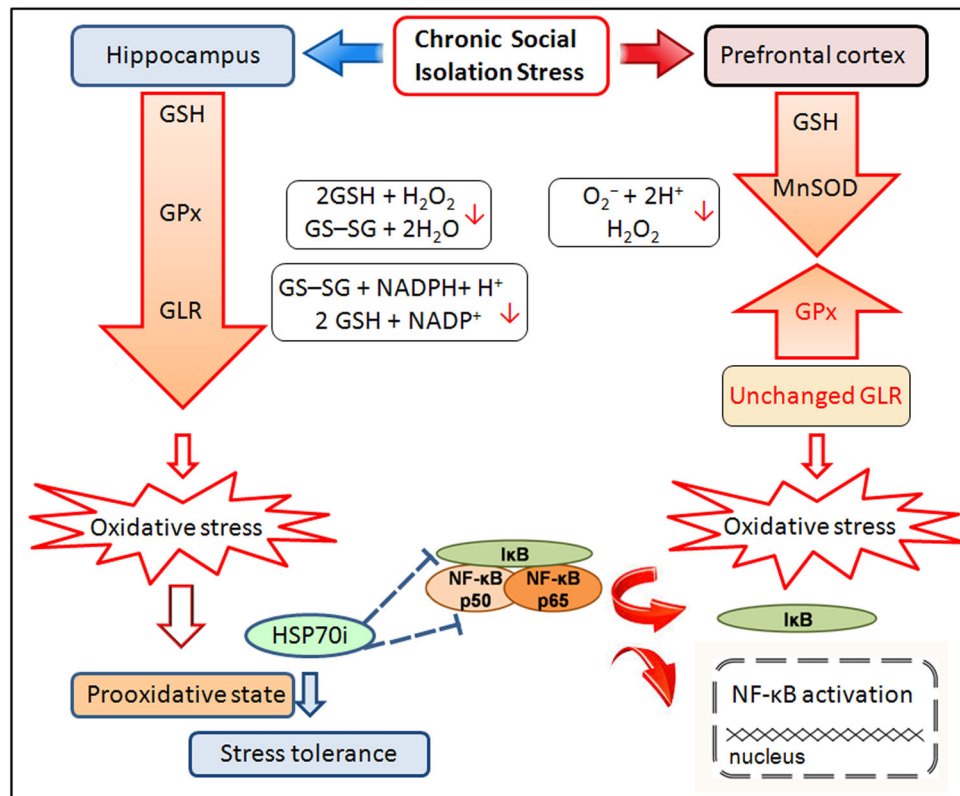 Hippocampus
Chronic Social
Isolation Stress
Prefrontal cortex
GSH
GPx
GLR
2GSH + H₂O₂
GS–SG + 2H₂O
↓
GS–SG + NADPH+ H⁺
2 GSH + NADP⁺
↓
O₂⁻ + 2H⁺
H₂O₂
↓
GSH
MnSOD
GPx
Unchanged GLR
Oxidative stress
Oxidative stress
IκB
NF-κB
p50
NF-κB
p65
IκB
HSP70i
Prooxidative state
Stress tolerance
NF-κB activation
nucleus